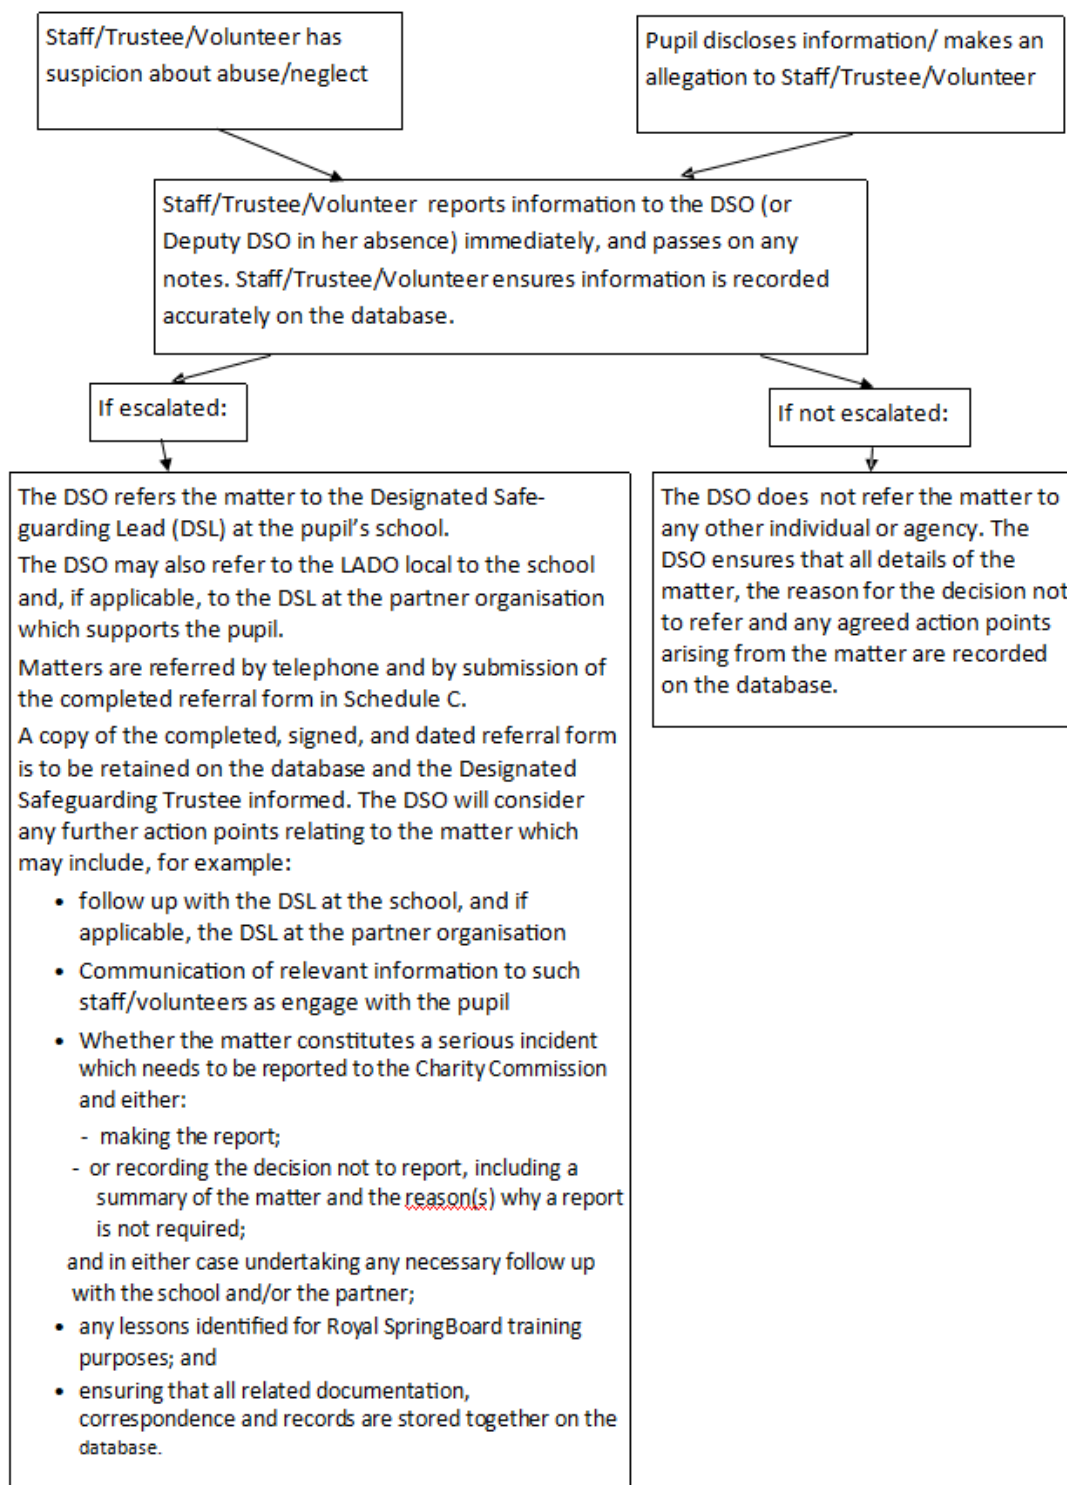 Staff/Trustee/Volunteer has
suspicion about abuse/neglect
Pupil discloses information/ makes an
allegation to Staff/Trustee/Volunteer
Staff/Trustee/Volunteer reports information to the DSO (or
Deputy DSO in her absence) immediately, and passes on any
notes. Staff/Trustee/Volunteer ensures information is recorded
accurately on the database.
If escalated:
If not escalated:
The DSO refers the matter to the Designated Safe-
guarding Lead (DSL) at the pupil's school.
The DSO may also refer to the LADO local to the school
and, if applicable, to the DSL at the partner organisation
which supports the pupil.
Matters are referred by telephone and by submission of
the completed referral form in Schedule C.
A copy of the completed, signed, and dated referral form
is to be retained on the database and the Designated
Safeguarding Trustee informed. The DSO will consider
any further action points relating to the matter which
may include, for example:
• follow up with the DSL at the school, and if
applicable, the DSL at the partner organisation
• Communication of relevant information to such
staff/volunteers as engage with the pupil
• Whether the matter constitutes a serious incident
which needs to be reported to the Charity Commission
and either:
- making the report;
- or recording the decision not to report, including a
summary of the matter and the reason(s) why a report
is not required;
and in either case undertaking any necessary follow up
with the school and/or the partner;
• any lessons identified for Royal SpringBoard training
purposes; and
• ensuring that all related documentation,
correspondence and records are stored together on the
database.
The DSO does not refer the matter to
any other individual or agency. The
DSO ensures that all details of the
matter, the reason for the decision not
to refer and any agreed action points
arising from the matter are recorded
on the database.